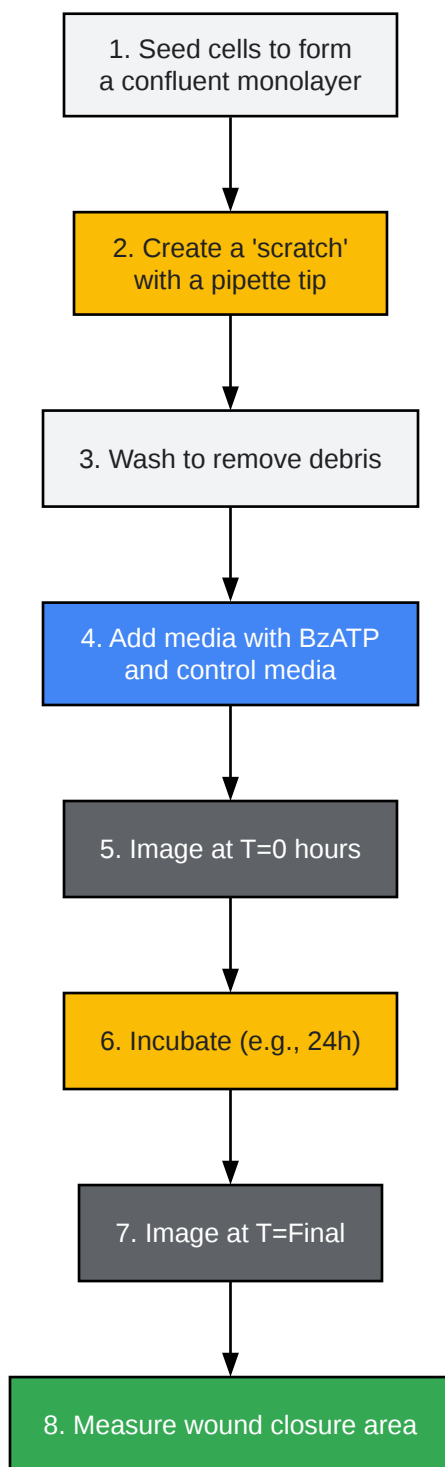 1. Seed cells to form
a confluent monolayer
2. Create a 'scratch'
with a pipette tip
3. Wash to remove debris
4. Add media with BzATP
and control media
5. Image at T=0 hours
6. Incubate (e.g., 24h)
7. Image at T=Final
8. Measure wound closure area